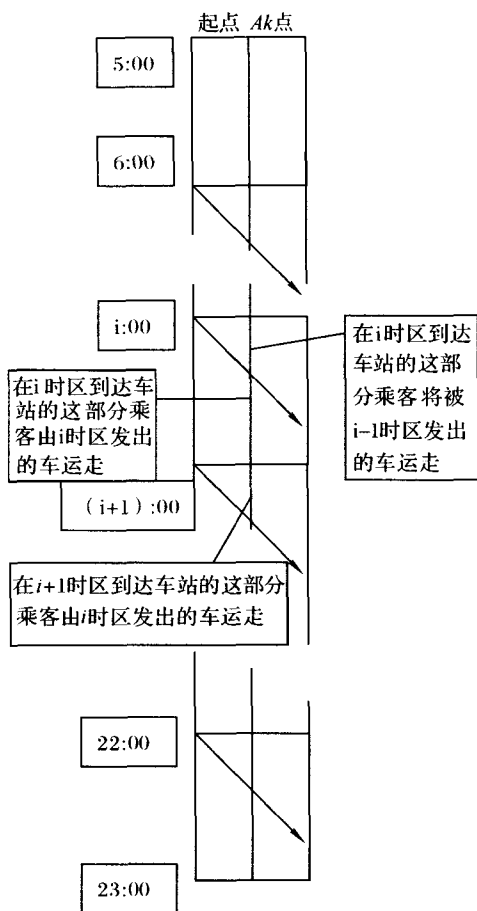 起点 Ak点
5:00
6:00
i:00
在i时区到达
车站的这部
分乘客将被
i-1时区发出
的车运走
在i时区到达车
站的这部分乘
客由i时区发出
的车运走
（i+1）:00
在i+1时区到达车站的这部分
乘客由i时区发出的车运走
22:00
23:00